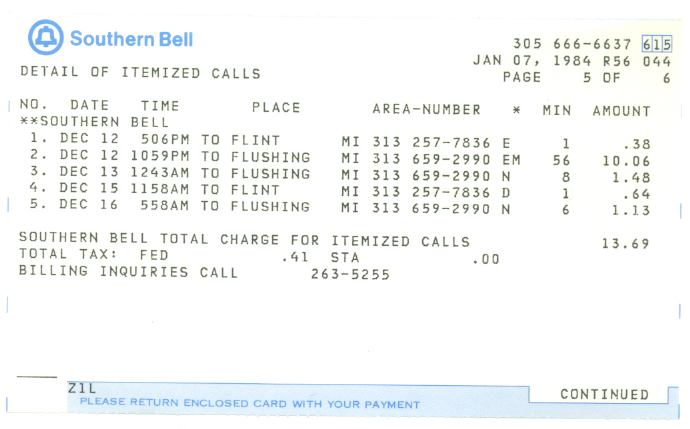 Southern Bell
305 666-6637 615
JAN 07, 1984 R56 044
DETAIL OF ITEMIZED CALLS
PAGE 5 OF 6
NO. DATE TIME PLACE AREA-NUMBER * MIN AMOUNT
**SOUTHERN BELL
1. DEC 12 506PM TO FLINT MI 313 257-7836 E 1 .38
2. DEC 12 1059PM TO FLUSHING MI 313 659-2990 EM 56 10.06
3. DEC 13 1243AM TO FLUSHING MI 313 659-2990 N 8 1.48
4. DEC 15 1158AM TO FLINT MI 313 257-7836 D 1 .64
5. DEC 16 558AM TO FLUSHING MI 313 659-2990 N 6 1.13
SOUTHERN BELL TOTAL CHARGE FOR ITEMIZED CALLS 13.69
TOTAL TAX: FED .41 STA .00
BILLING INQUIRIES CALL 263-5255
Z1L
CONTINUED
PLEASE RETURN ENCLOSED CARD WITH YOUR PAYMENT